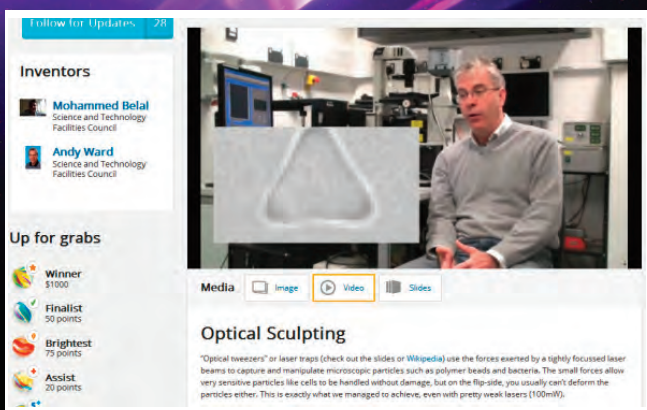 Follow for Updates 28
Inventors
Mohammed Belal
Science and Technology
Facilities Council
Andy Ward
Science and Technology
Facilities Council
Up for grabs
Winner
$1000
Finalist
50 points
Brightest
75 points
Assist
20 points
Media Image Video Slides
Optical Sculpting
"Optical tweezers" or laser traps (check out the slides or Wikipedia) use the forces exerted by a tightly focussed laser
beams to capture and manipulate microscopic particles such as polymer beads and bacteria. The small forces allow
very sensitive particles like cells to be handled without damage, but on the flip-side, you usually can't deform the
particles either. This is exactly what we managed to achieve, even with pretty weak lasers (100mW).